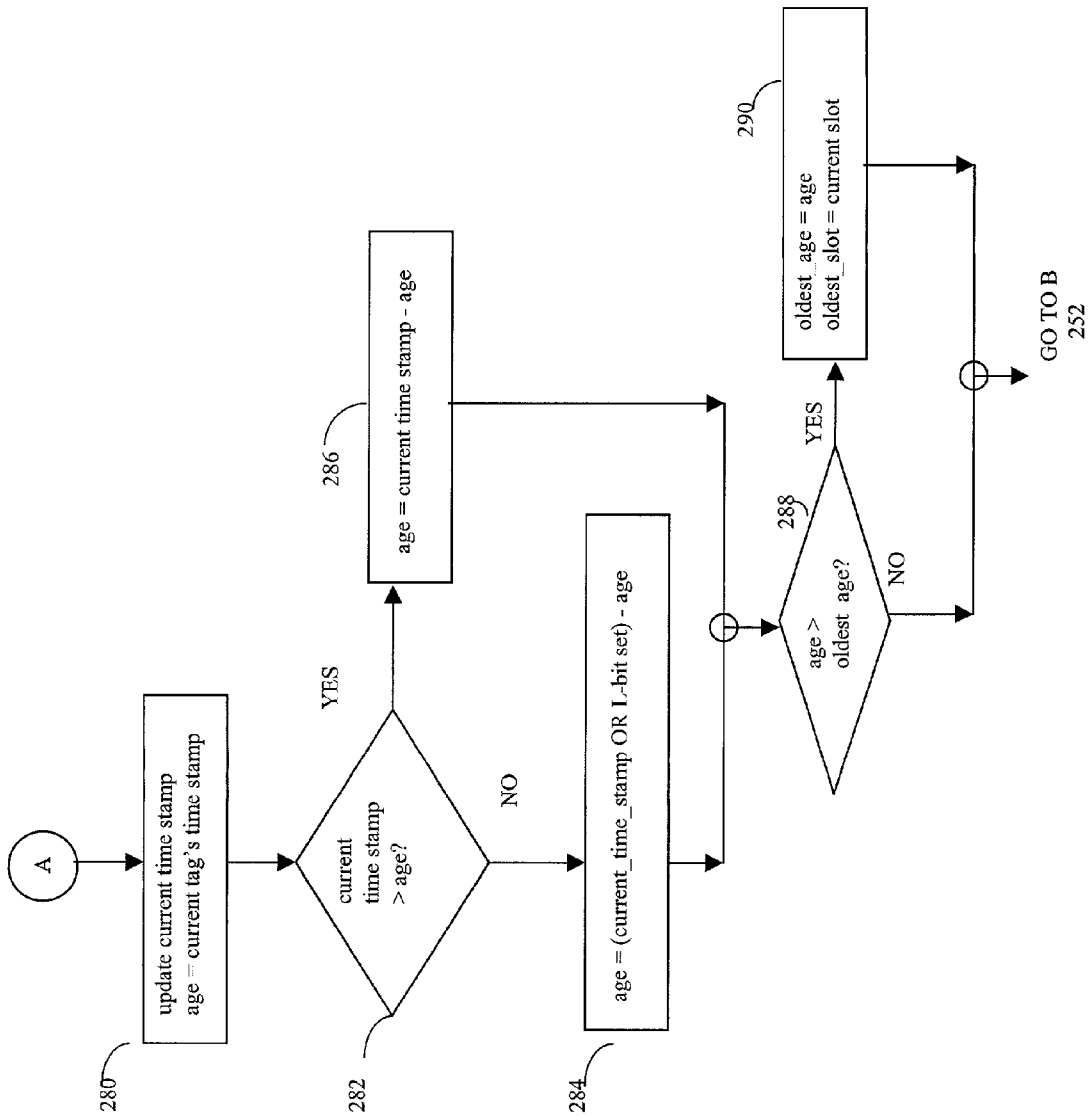 A
280
update current time stamp
age = current tag's time stamp
282
current
time stamp
> age?
YES
NO
286
age = current time stamp - age
284
age = (current_time_stamp OR L-bit set) - age
288
age >
oldest_age?
YES
NO
290
oldest_age = age
oldest_slot = current slot
GO TO B
252